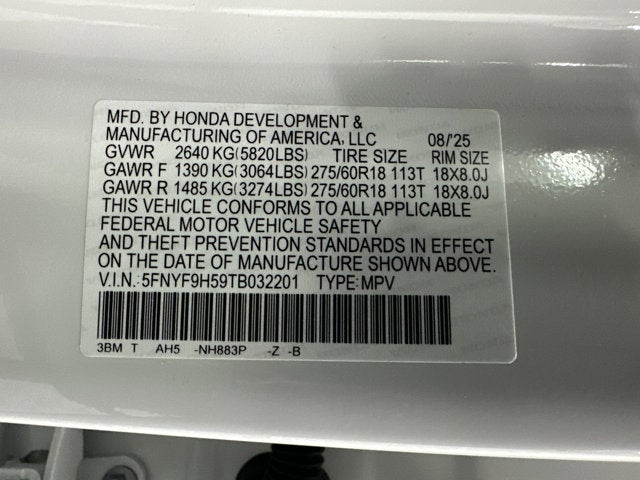 MFD. BY HONDA DEVELOPMENT &
MANUFACTURING OF AMERICA, LLC 08/'25
GVWR 2640 KG(5820LBS) TIRE SIZE RIM SIZE
GAWR F 1390 KG(3064LBS) 275/60R18 113T 18X8.0J
GAWR R 1485 KG(3274LBS) 275/60R18 113T 18X8.0J
THIS VEHICLE CONFORMS TO ALL APPLICABLE
FEDERAL MOTOR VEHICLE SAFETY
AND THEFT PREVENTION STANDARDS IN EFFECT
ON THE DATE OF MANUFACTURE SHOWN ABOVE.
V.I.N.: 5FNYF9H59TB032201 TYPE: MPV
3BM T AH5 -NH883P -Z -B